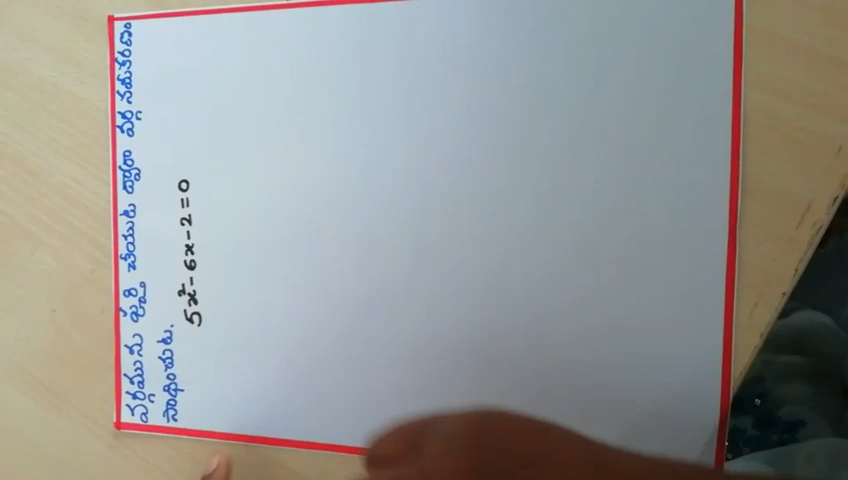 వర్గమును పూర్తి చేయుట ద్వారా వర్గ సమీకరణం
సాధించుట.
5x²-6x-2=0